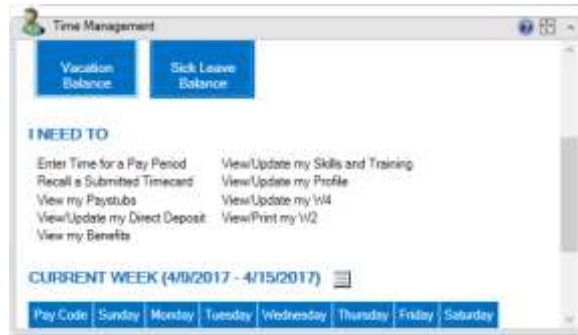 Time Management
Vacation Balance
Sick Leave Balance
I NEED TO
Enter Time for a Pay Period
Recall a Submitted Timecard
View my Paystubs
View/Update my Direct Deposit
View my Benefits
View/Update my Skills and Training
View/Update my Profile
View/Update my W4
View/Print my W2
CURRENT WEEK (4/9/2017 - 4/15/2017)
Pay Code Sunday Monday Tuesday Wednesday Thursday Friday Saturday